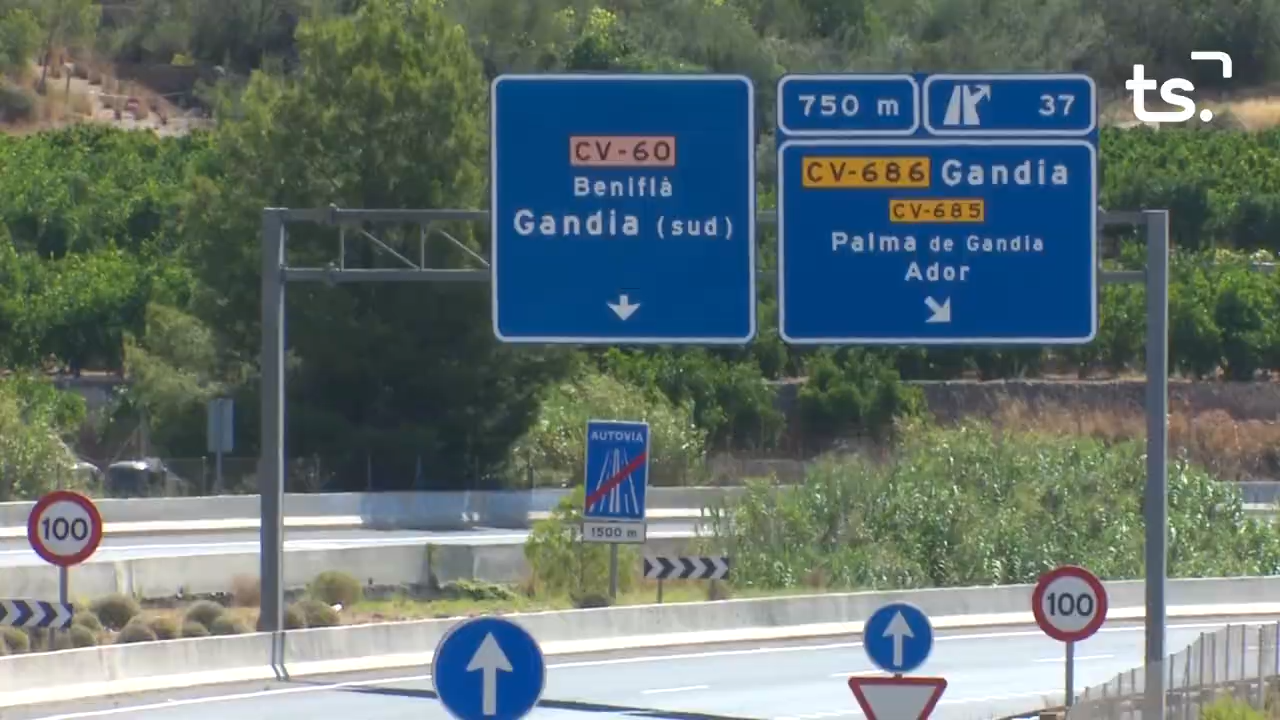 ts.
CV-60
Beniflà
Gandia (sud)
750 m
37
CV-686 Gandia
CV-685
Palma de Gandia
Ador
AUTOVIA
1500 m
100
100